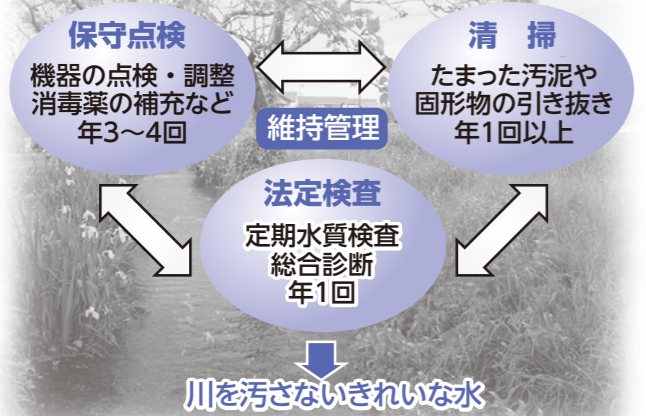 保守点検
機器の点検・調整
消毒薬の補充など
年3〜4回
清 掃
たまった汚泥や
固形物の引き抜き
年1回以上
維持管理
法定検査
定期水質検査
総合診断
年1回
川を汚さないきれいな水